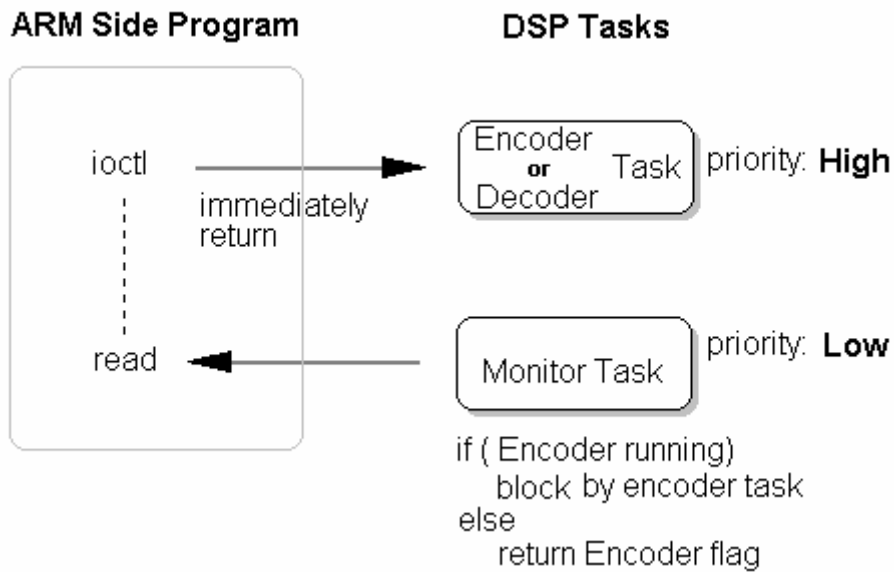 ARM Side Program
DSP Tasks
ioctl
immediately
return
read
Encoder
or
Decoder
Task
priority: High
Monitor Task
priority: Low
if ( Encoder running)
block by encoder task
else
return Encoder flag